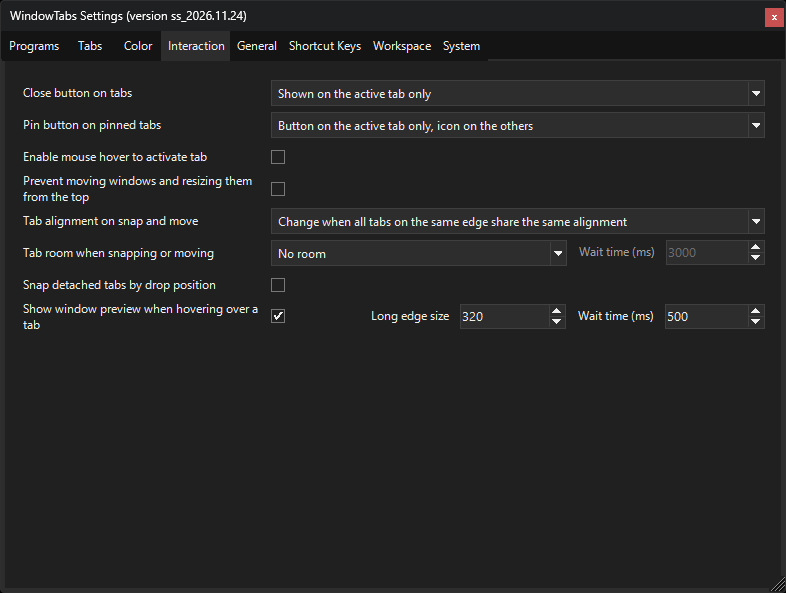 WindowTabs Settings (version ss_2026.11.24)
x
Programs Tabs Color Interaction General Shortcut Keys Workspace System
Close button on tabs Shown on the active tab only
Pin button on pinned tabs Button on the active tab only, icon on the others
Enable mouse hover to activate tab
Prevent moving windows and resizing them
from the top
Tab alignment on snap and move Change when all tabs on the same edge share the same alignment
Tab room when snapping or moving No room Wait time (ms) 3000
Snap detached tabs by drop position
Show window preview when hovering over a
tab
Long edge size 320 Wait time (ms) 500